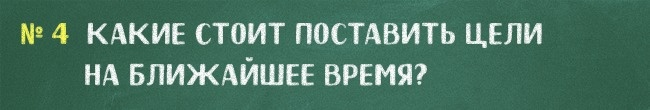 № 4 КАКИЕ СТОИТ ПОСТАВИТЬ ЦЕЛИ
НА БЛИЖАЙШЕЕ ВРЕМЯ?